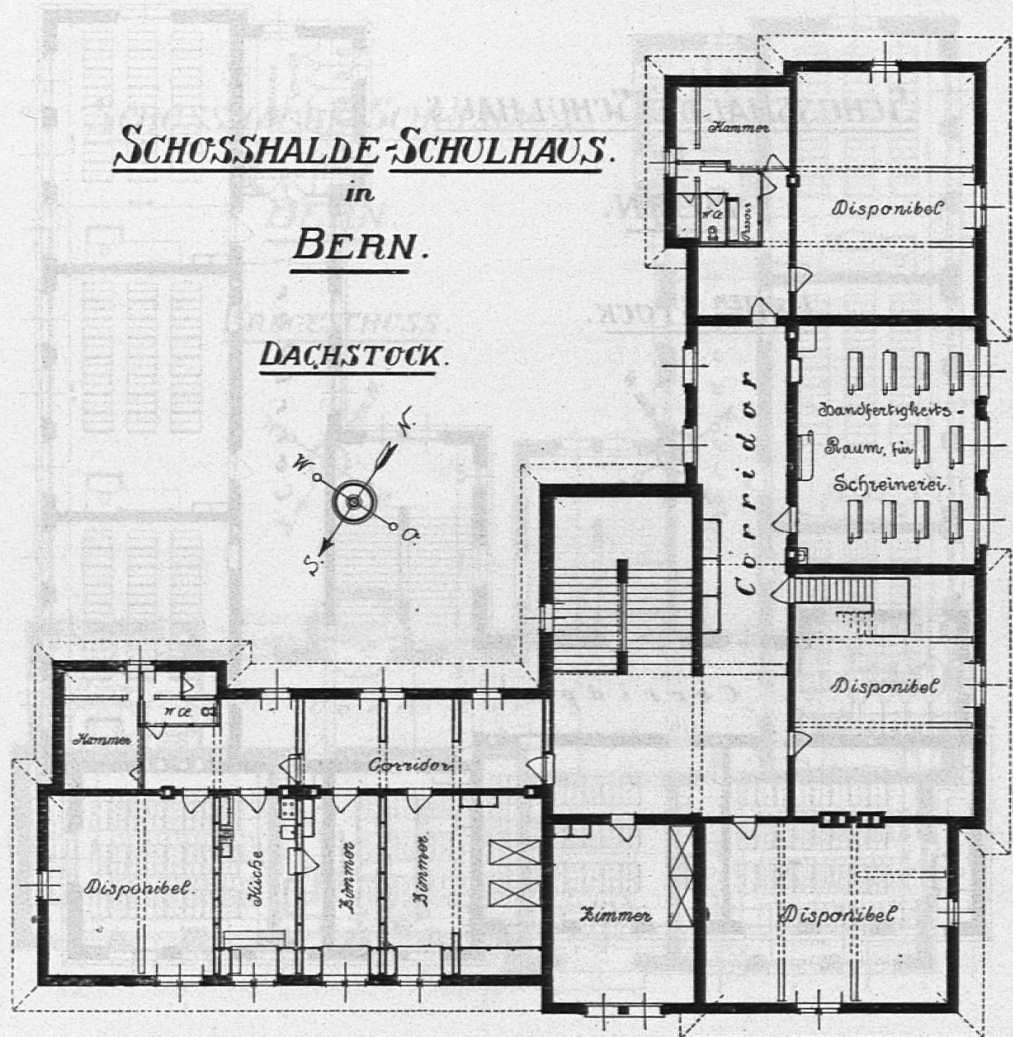 SCHOSSHALDE-SCHULHAUS.
in
BERN.
DACHSTOCK.
N.
W.
O.
S.
Kammer
Disponibel
Pissoir
Corridor
Handfertigkeits-
Raum, für
Schreinerei.
Disponibel
Kammer
Corridor
Disponibel.
Küche
Zimmer
Zimmer
Zimmer
Disponibel